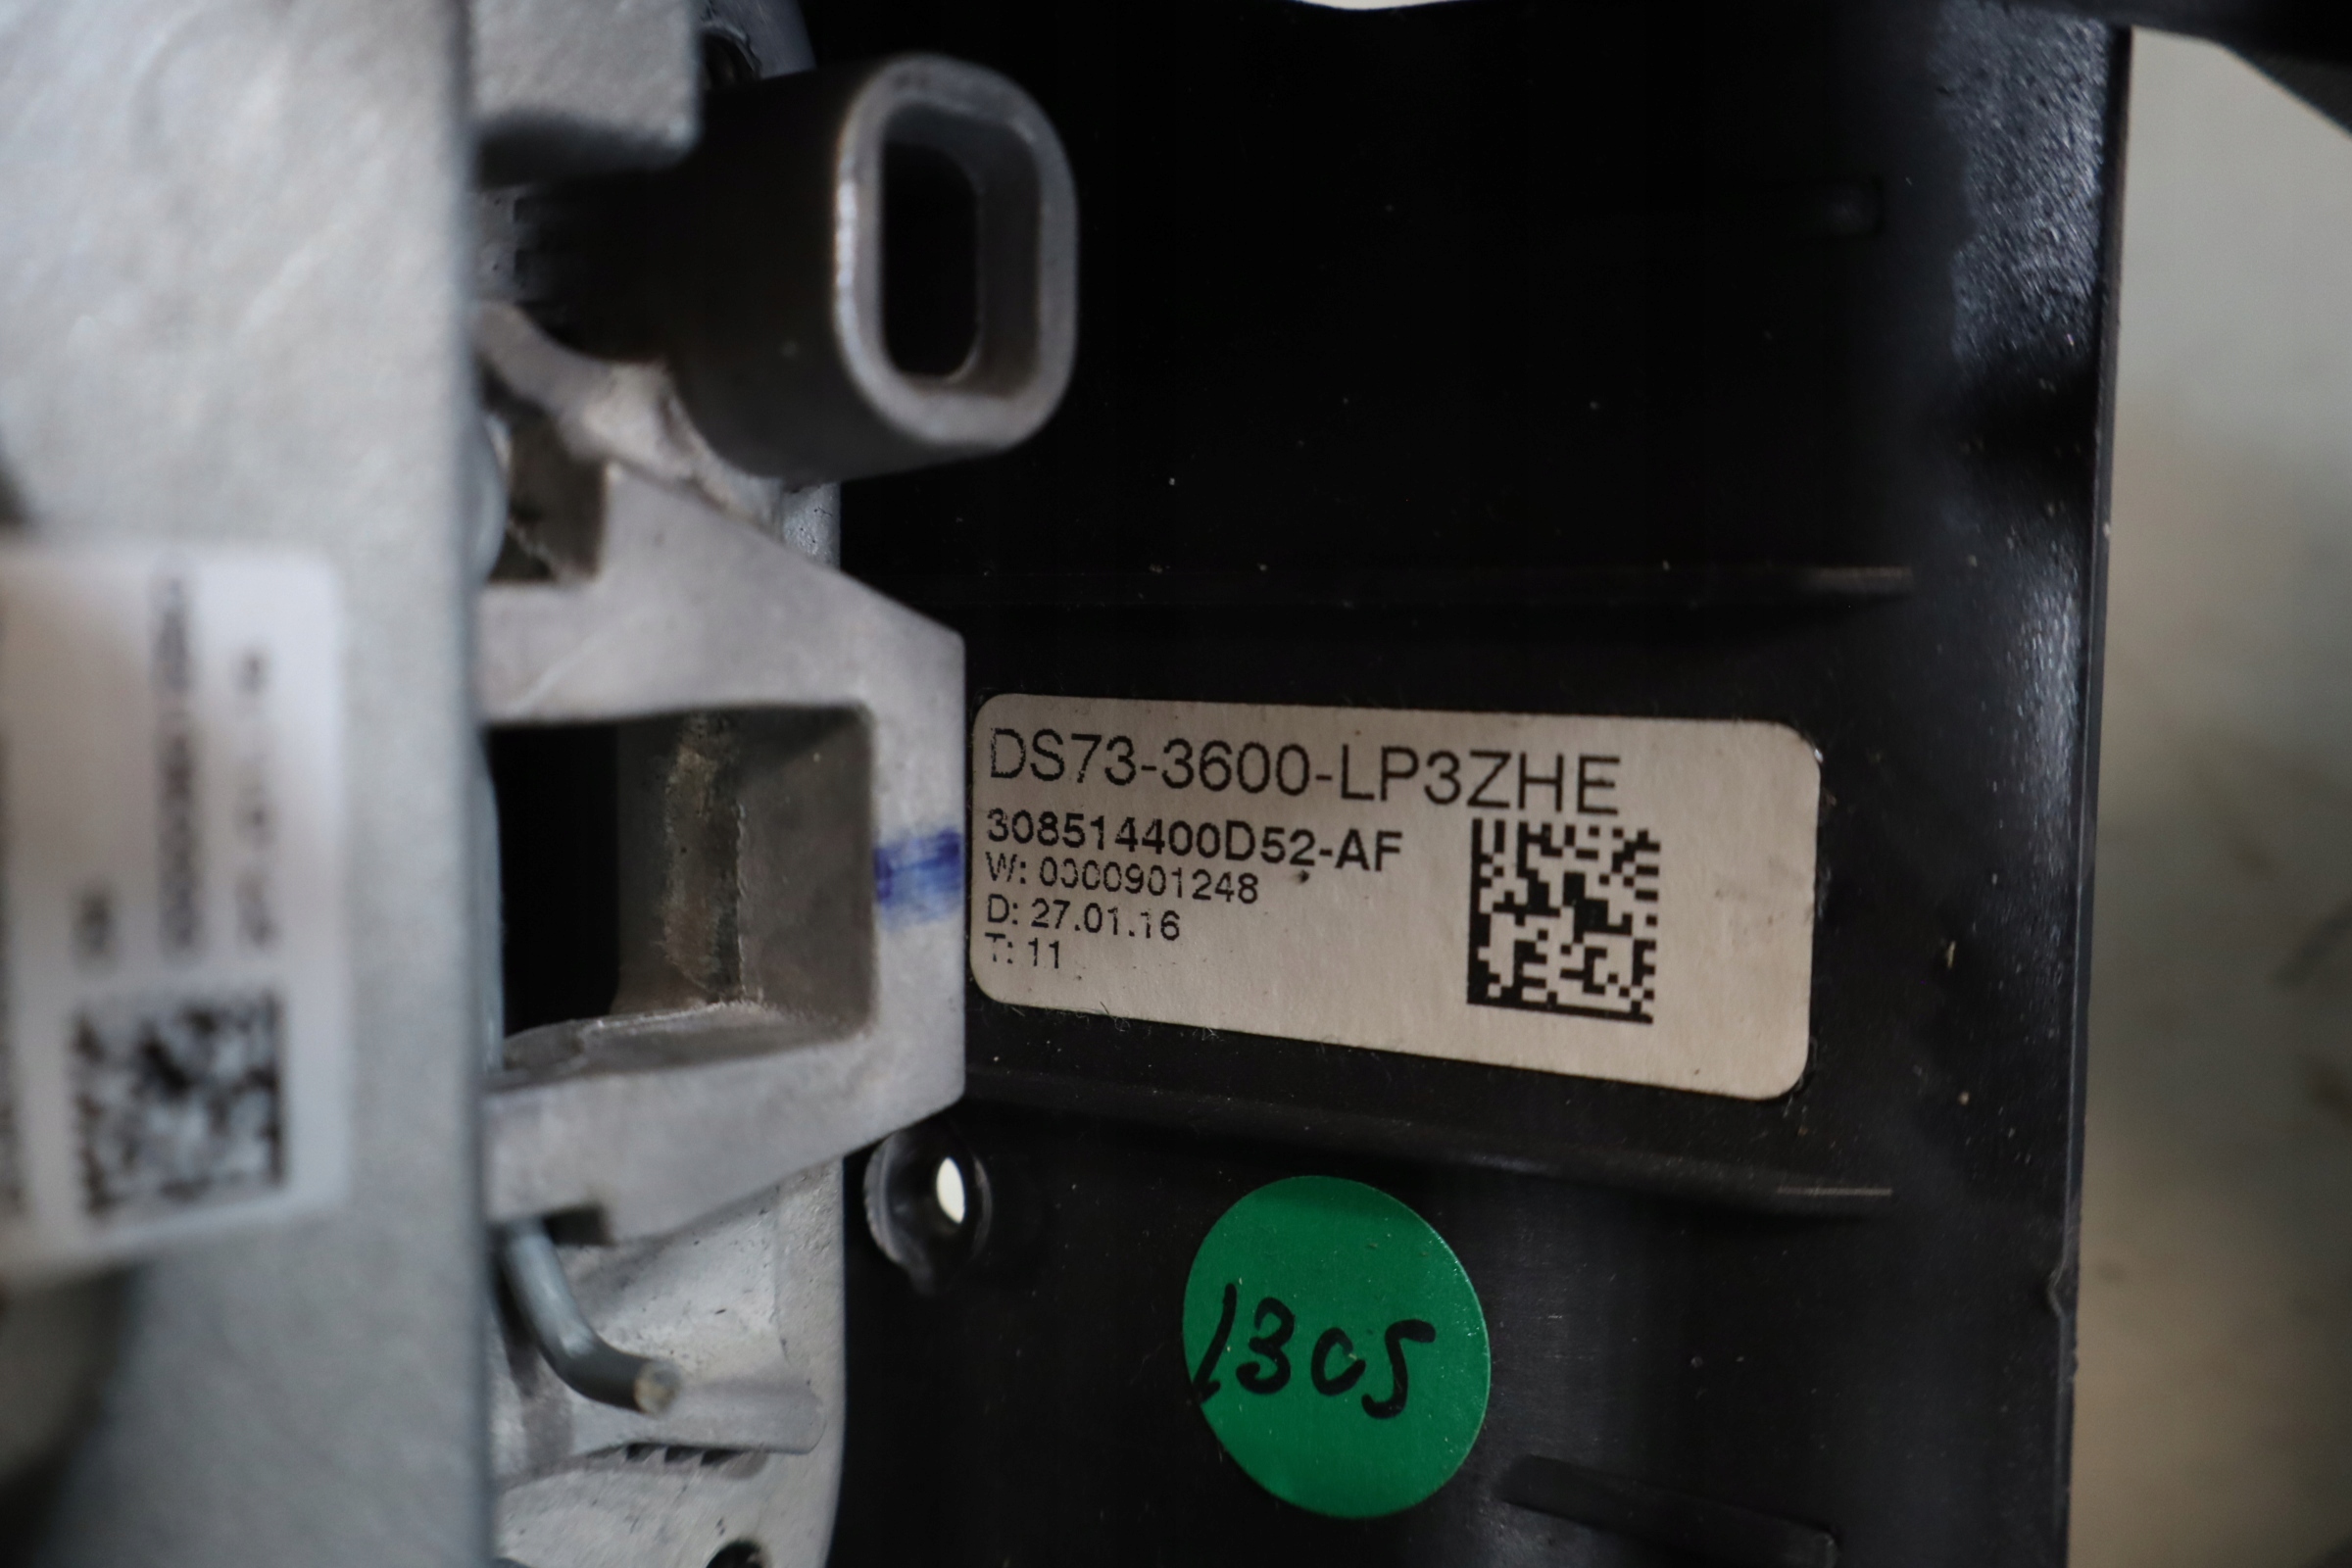 DS73-3600-LP3ZHE
308514400D52-AF
W: 0000901248
D: 27.01.16
T: 11
1305